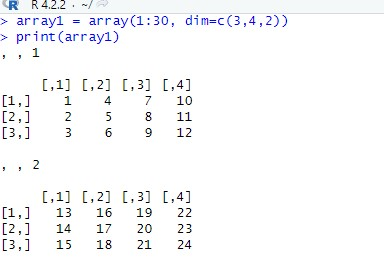 R 4.2.2 · ~/
> array1 = array(1:30, dim=c(3,4,2))
> print(array1)
, , 1
     [,1] [,2] [,3] [,4]
[1,]    1    4    7   10
[2,]    2    5    8   11
[3,]    3    6    9   12
, , 2
     [,1] [,2] [,3] [,4]
[1,]   13   16   19   22
[2,]   14   17   20   23
[3,]   15   18   21   24